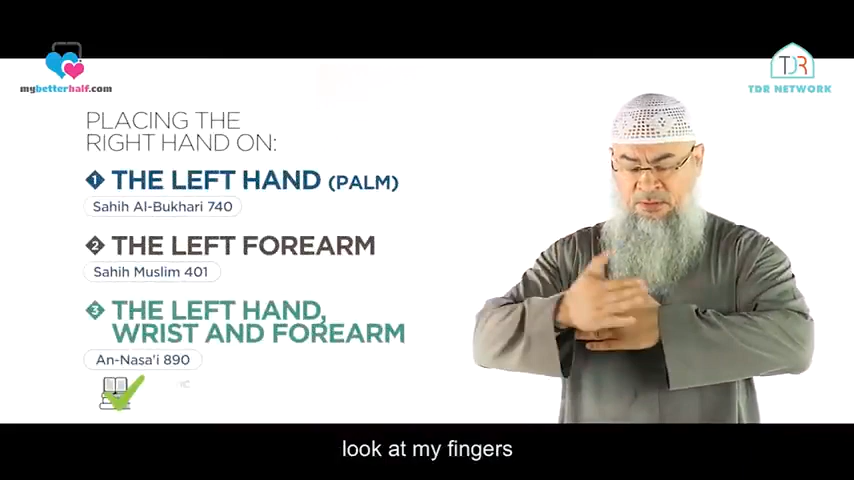 mybetterhalf.com
TDR
TDR NETWORK
PLACING THE
RIGHT HAND ON:
1 THE LEFT HAND (PALM)
Sahih Al-Bukhari 740
2 THE LEFT FOREARM
Sahih Muslim 401
3 THE LEFT HAND,
WRIST AND FOREARM
An-Nasa'i 890
look at my fingers